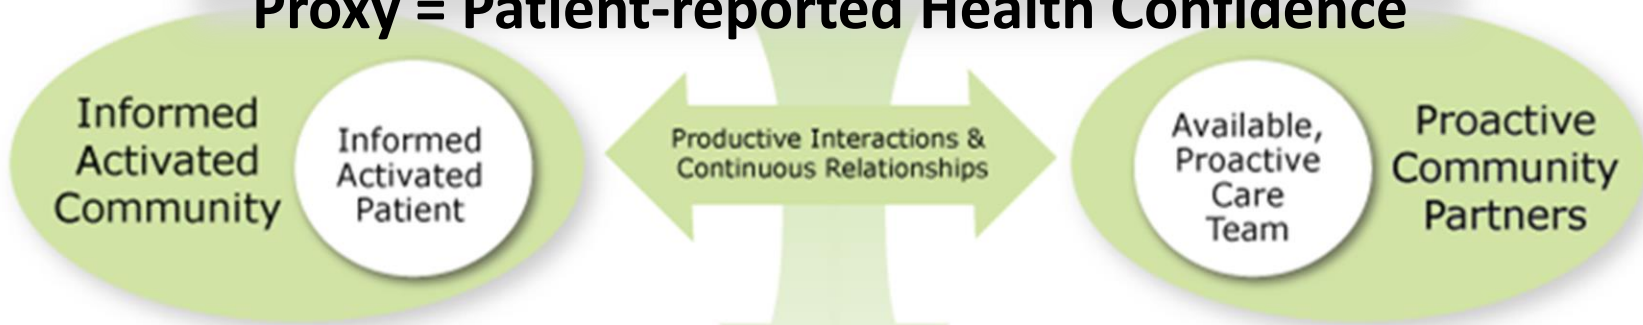 Proxy = Patient-reported Health Confidence
Informed
Activated
Community
Informed
Activated
Patient
Productive Interactions &
Continuous Relationships
Available,
Proactive
Care
Team
Proactive
Community
Partners